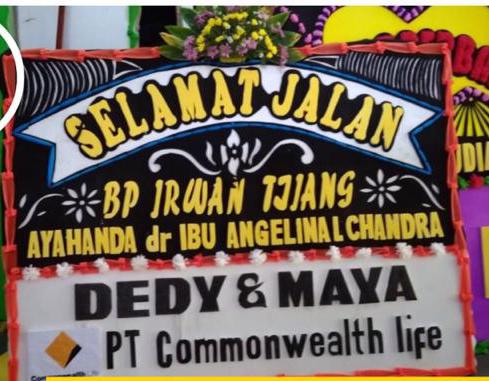 SELAMAT JALAN
BP IRWAN TJIANG
AYAHANDA dr IBU ANGELINA L CHANDRA
DEDY & MAYA
PT Commonwealth life